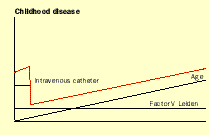 Childhood disease
Intravenous catheter
Age
Factor V Leiden